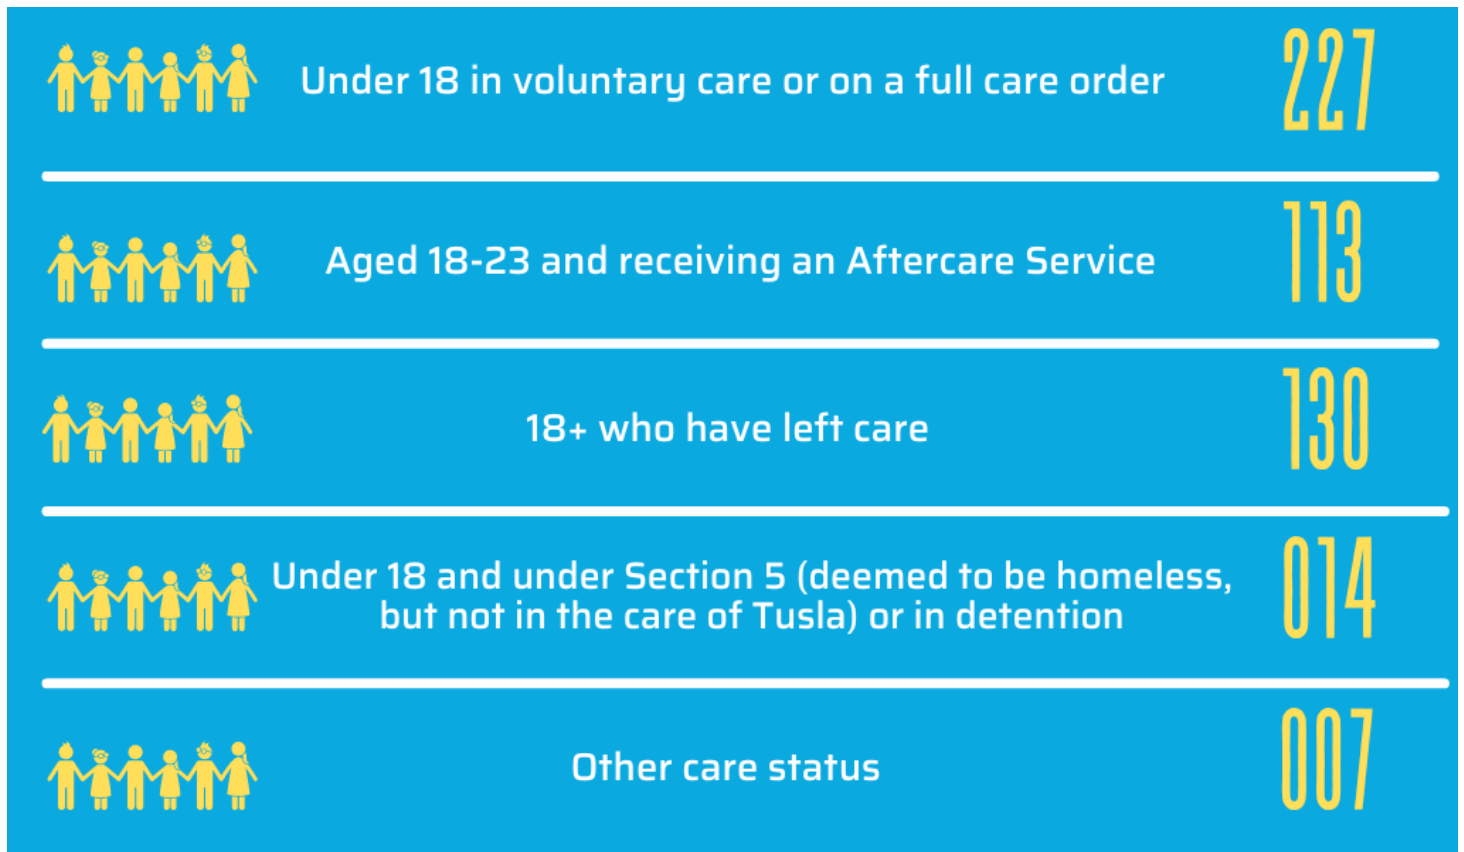 Under 18 in voluntary care or on a full care order 227
Aged 18-23 and receiving an Aftercare Service 113
18+ who have left care 130
Under 18 and under Section 5 (deemed to be homeless,
but not in the care of Tusla) or in detention 014
Other care status 007